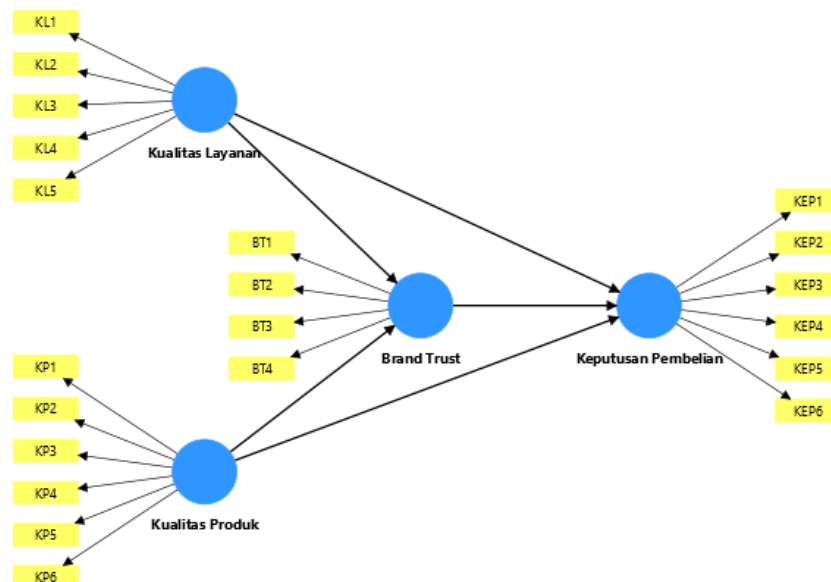 KL1
KL2
KL3
KL4
KL5
Kualitas Layanan
BT1
BT2
BT3
BT4
Brand Trust
KEP1
KEP2
KEP3
KEP4
KEP5
KEP6
Keputusan Pembelian
KP1
KP2
KP3
KP4
KP5
KP6
Kualitas Produk